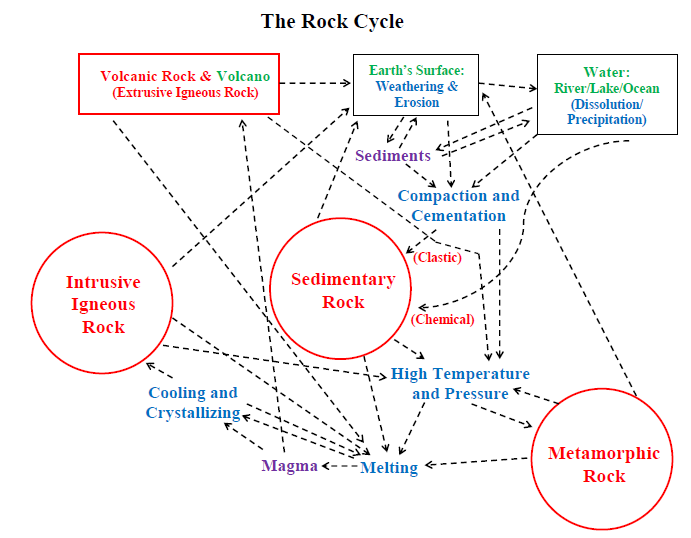 The Rock Cycle
Volcanic Rock & Volcano
(Extrusive Igneous Rock)
Earth's Surface:
Weathering &
Erosion
Water:
River/Lake/Ocean
(Dissolution/
Precipitation)
Sediments
Compaction and
Cementation
(Clastic)
Intrusive
Igneous
Rock
Sedimentary
Rock
(Chemical)
High Temperature
and Pressure
Cooling and
Crystallizing
Magma
Melting
Metamorphic
Rock